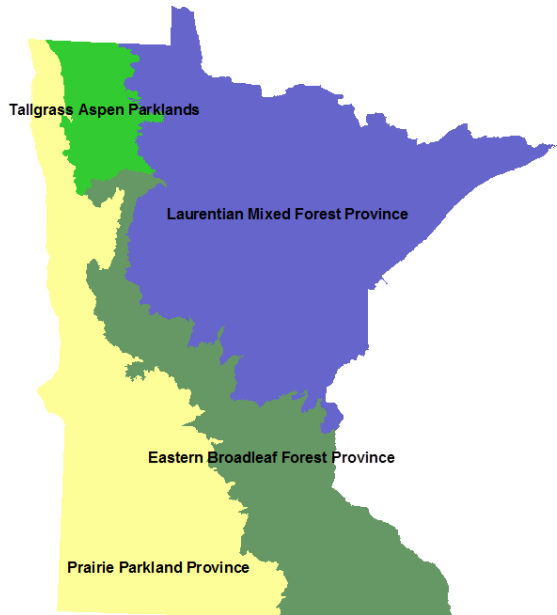 Tallgrass Aspen Parklands
Laurentian Mixed Forest Province
Eastern Broadleaf Forest Province
Prairie Parkland Province